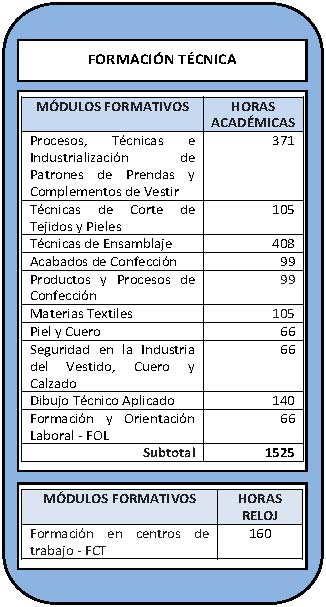 FORMACIÓN TÉCNICA
MÓDULOS FORMATIVOS HORAS
ACADÉMICAS
Procesos, Técnicas e 371
Industrialización de
Patrones de Prendas y
Complementos de Vestir
Técnicas de Corte de 105
Tejidos y Pieles
Técnicas de Ensamblaje 408
Acabados de Confección 99
Productos y Procesos de 99
Confección
Materias Textiles 105
Piel y Cuero 66
Seguridad en la Industria 66
del Vestido, Cuero y
Calzado
Dibujo Técnico Aplicado 140
Formación y Orientación 66
Laboral - FOL
Subtotal 1525
MÓDULOS FORMATIVOS HORAS
RELOJ
Formación en centros de 160
trabajo - FCT